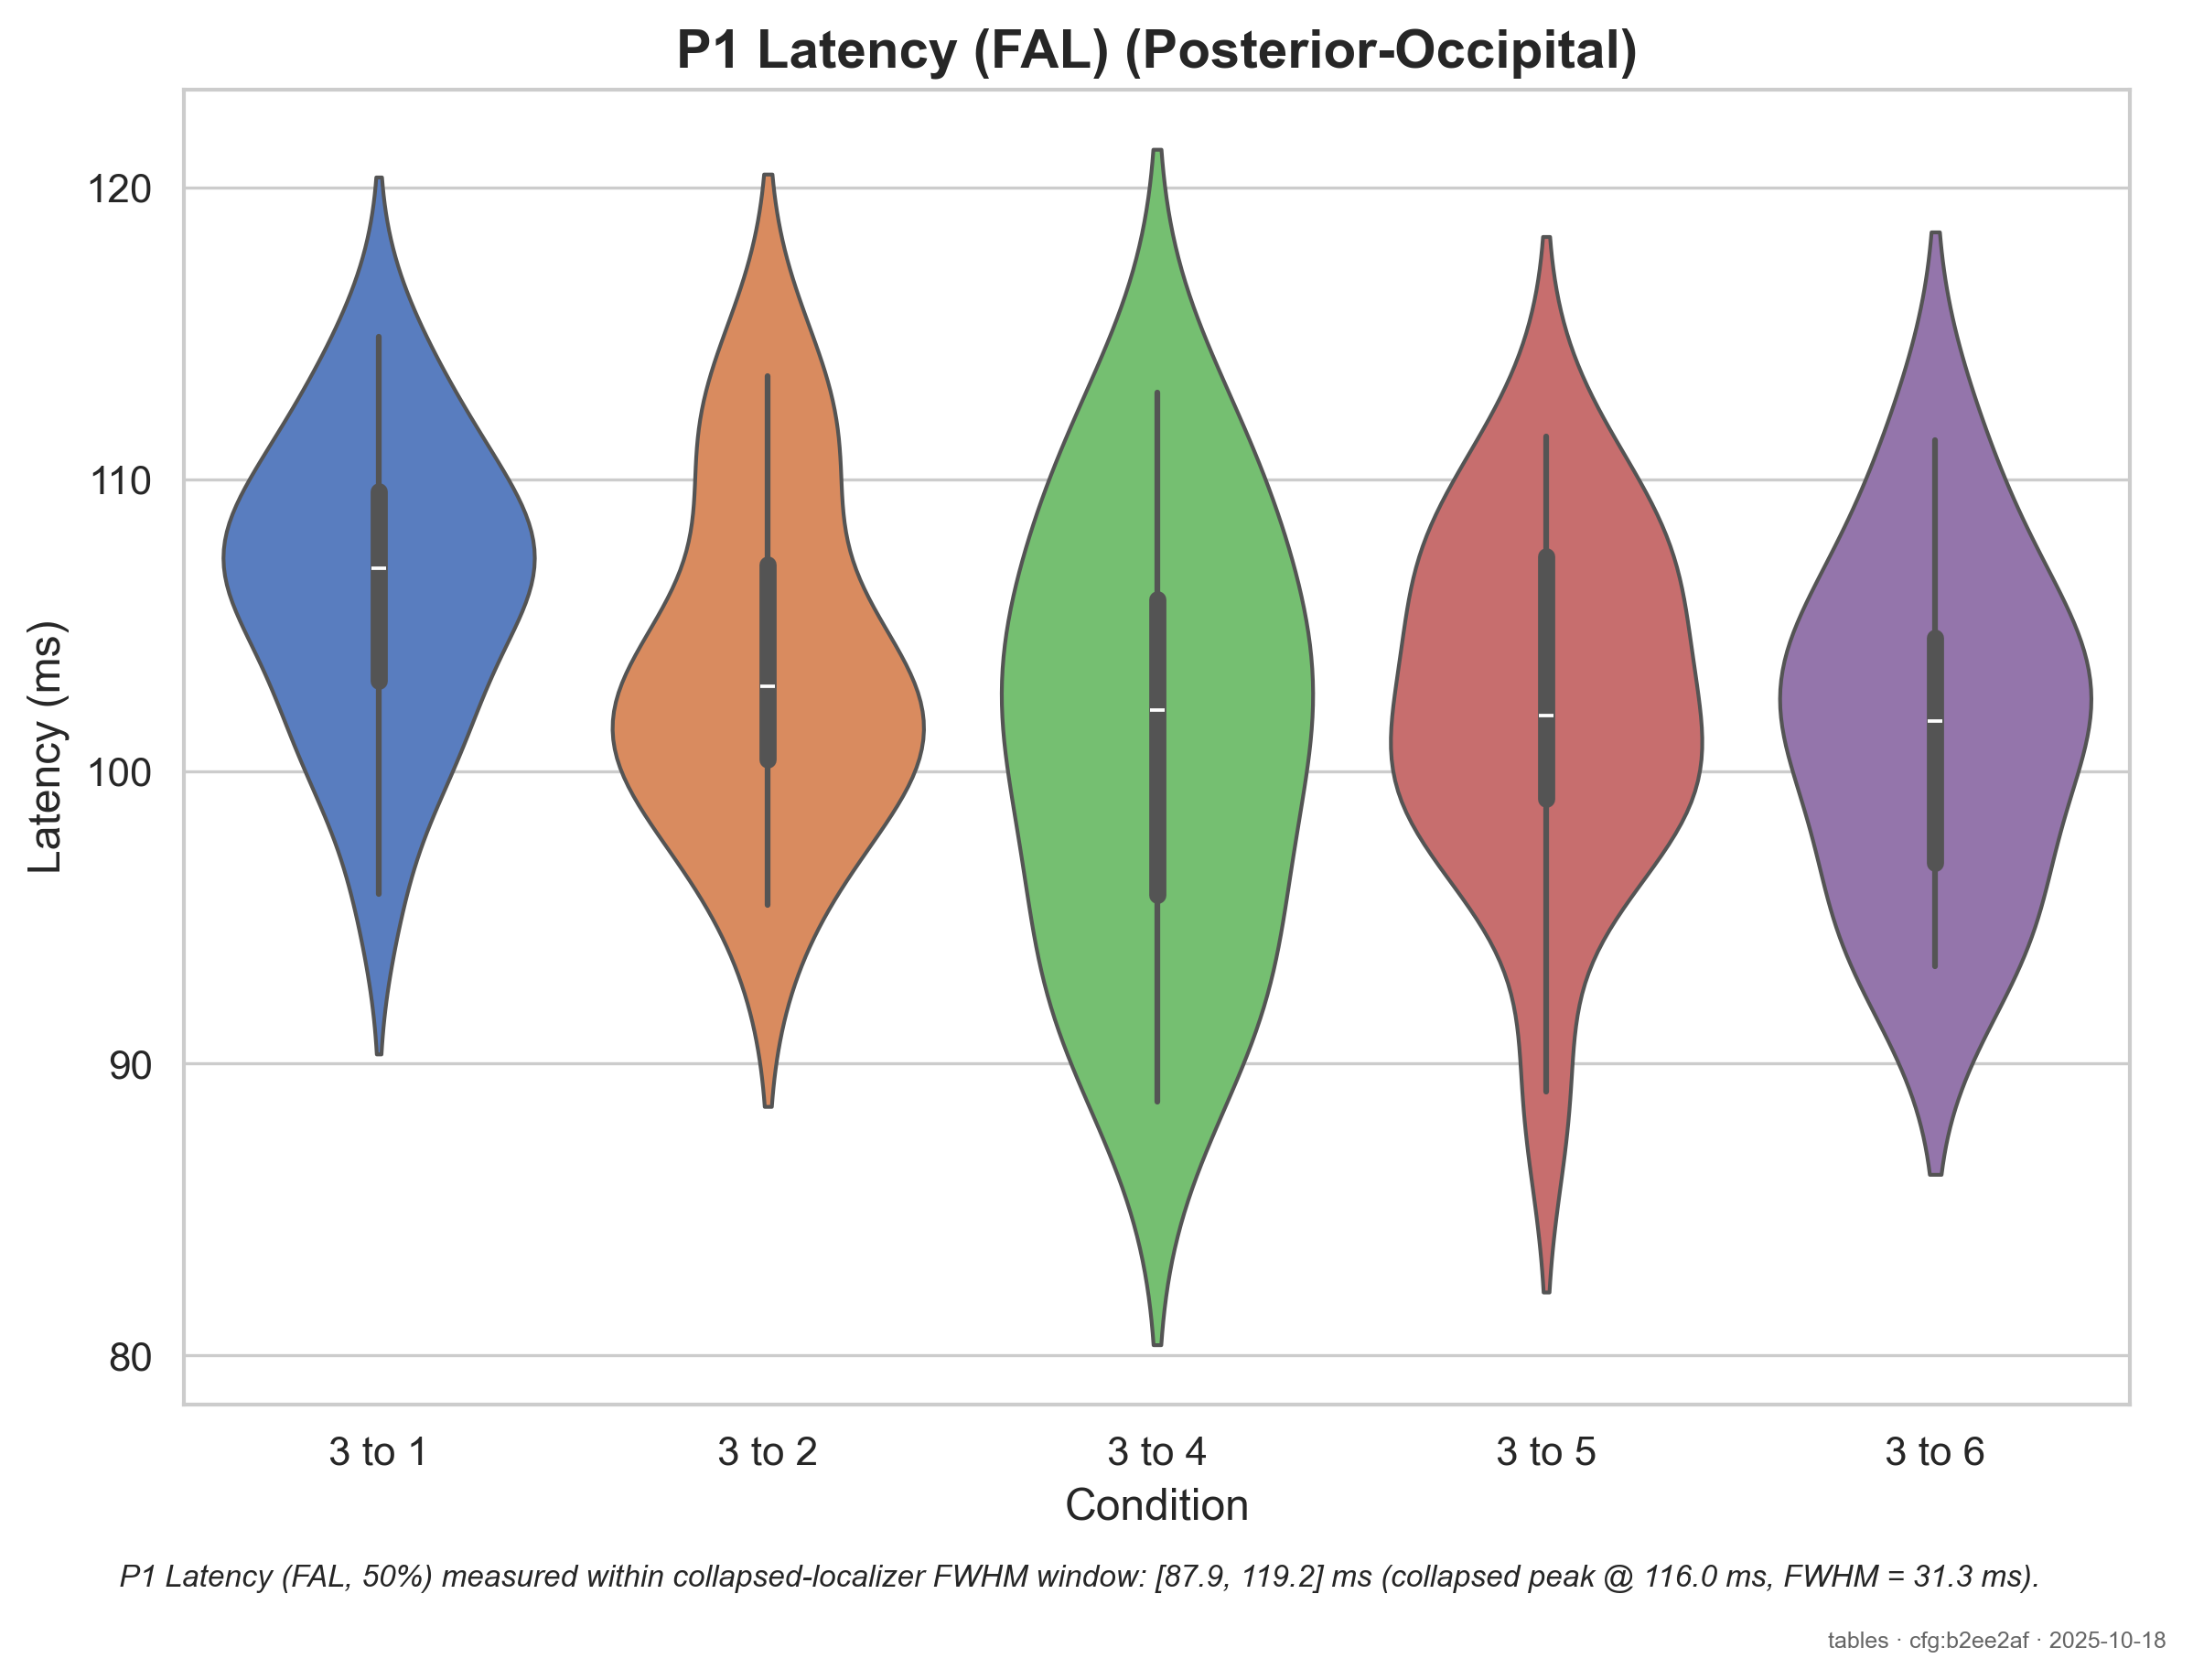 P1 Latency (FAL) (Posterior-Occipital)
Latency (ms)
120
110
100
90
80
3 to 1
3 to 2
3 to 4
3 to 5
3 to 6
Condition
P1 Latency (FAL, 50%) measured within collapsed-localizer FWHM window: [87.9, 119.2] ms (collapsed peak @ 116.0 ms, FWHM = 31.3 ms).
tables · cfg:b2ee2af · 2025-10-18